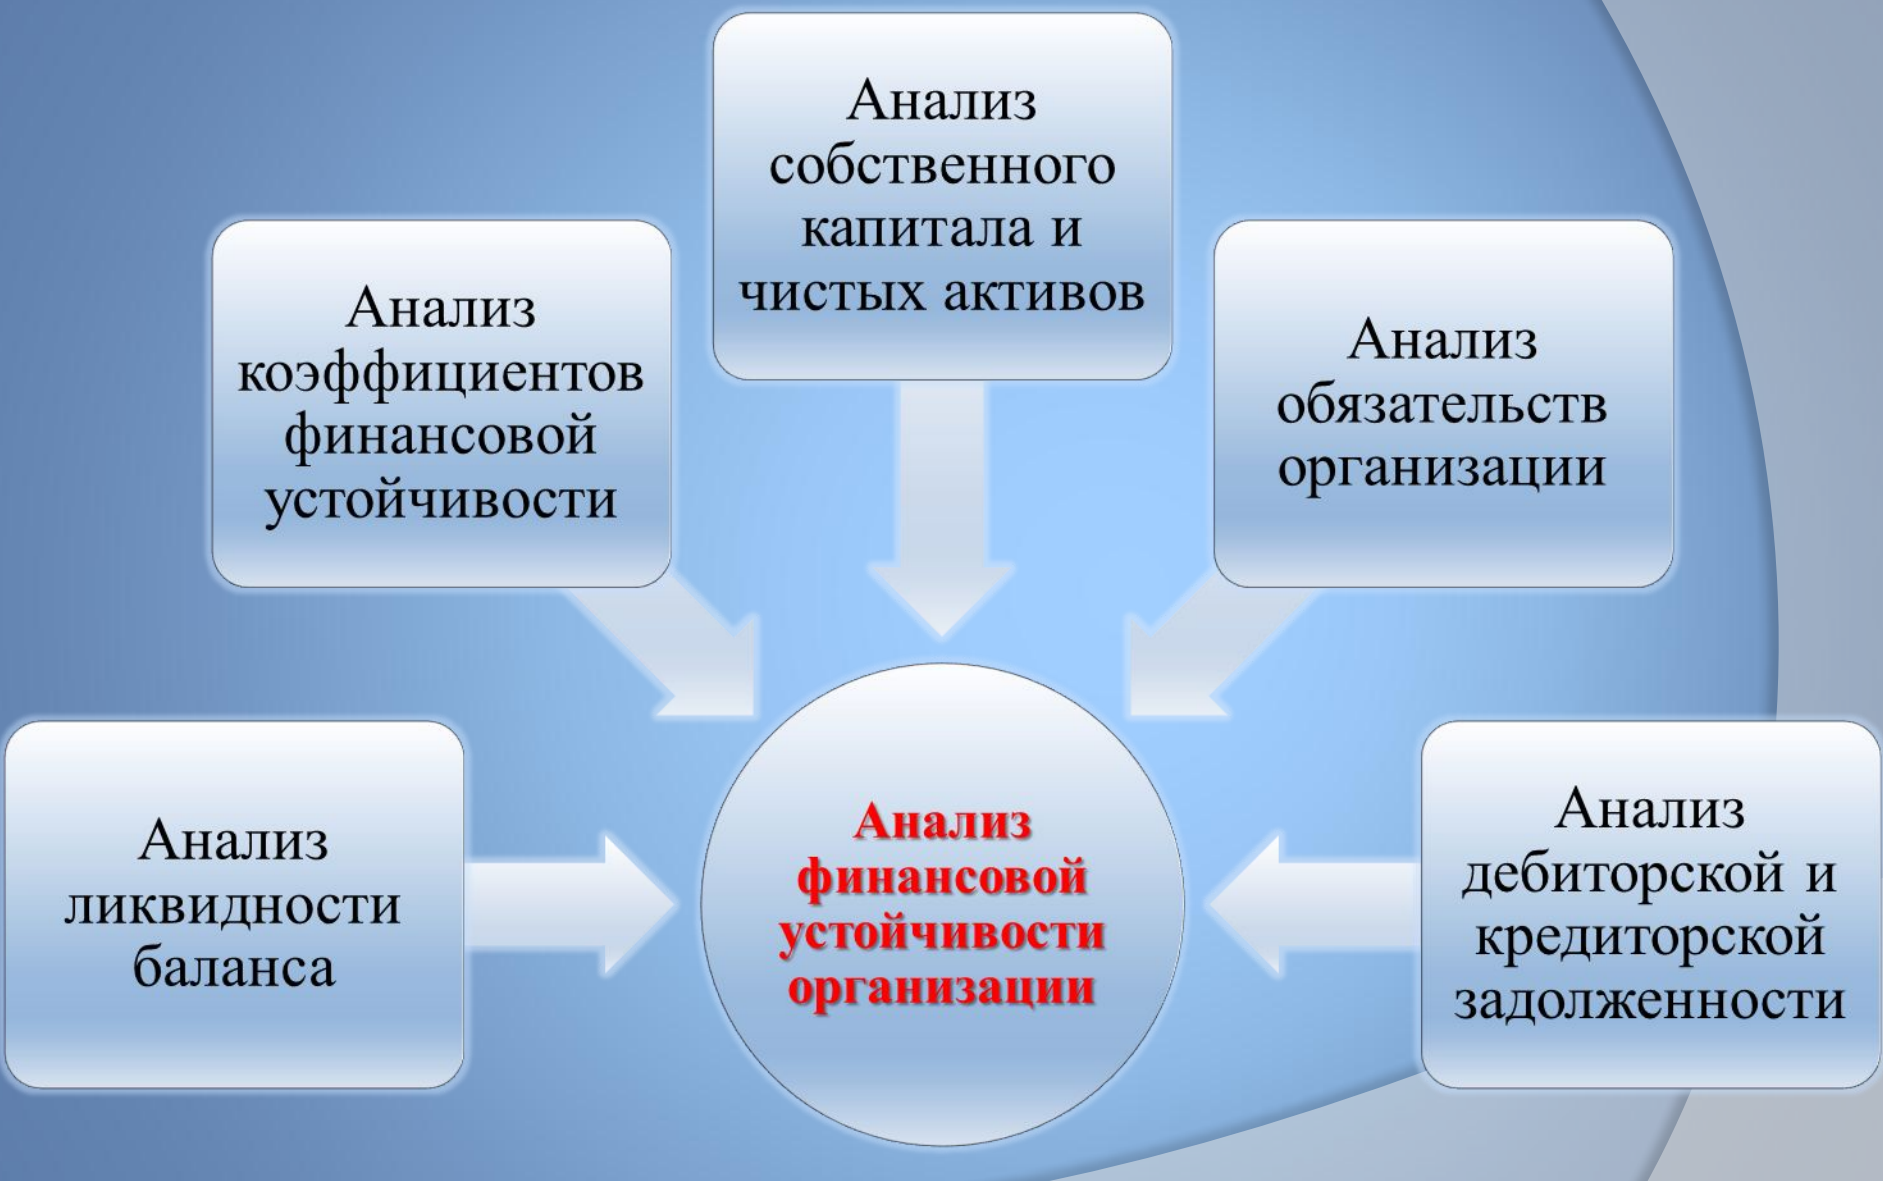 Анализ
собственного
капитала и
чистых активов
Анализ
коэффициентов
финансовой
устойчивости
Анализ
обязательств
организации
Анализ
ликвидности
баланса
Анализ
финансовой
устойчивости
организации
Анализ
дебиторской и
кредиторской
задолженности